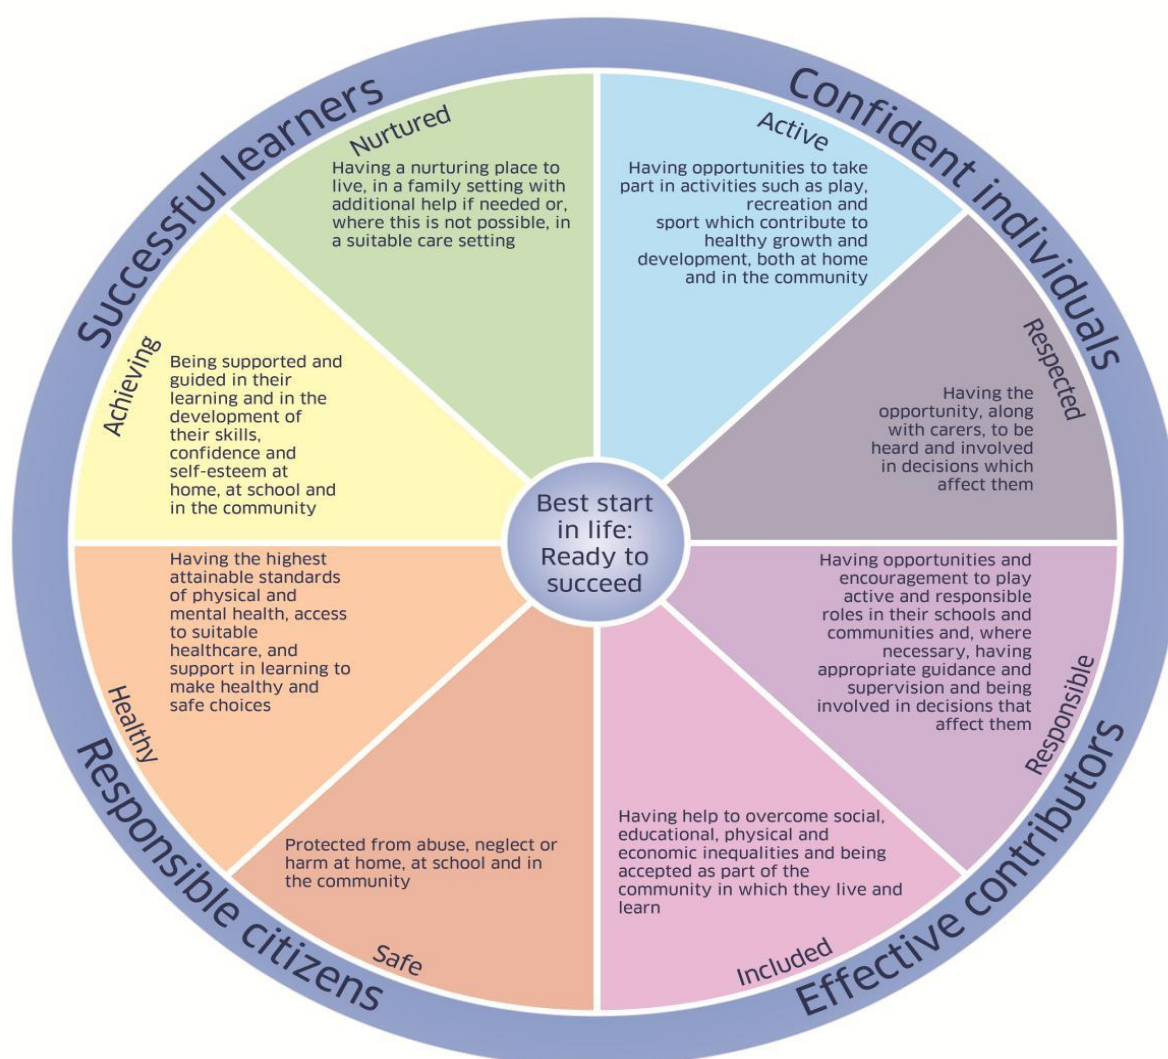 Successful learners
Confident individuals
Nurtured
Having a nurturing place to
live, in a family setting with
additional help if needed or,
where this is not possible, in
a suitable care setting
Active
Having opportunities to take
part in activities such as play,
recreation and
sport which contribute to
healthy growth and
development, both at home
and in the community
Achieving
Being supported and
guided in their
learning and in the
development of
their skills,
confidence and
self-esteem at
home, at school and
in the community
Respected
Having the
opportunity, along
with carers, to be
heard and involved
in decisions which
affect them
Best start
in life:
Ready to
succeed
Healthy
Having the highest
attainable standards
of physical and
mental health, access
to suitable
healthcare, and
support in learning to
make healthy and
safe choices
Responsible
Having opportunities and
encouragement to play
active and responsible
roles in their schools and
communities and, where
necessary, having
appropriate guidance and
supervision and being
involved in decisions that
affect them
Protected from abuse, neglect or
harm at home, at school and in
the community
Safe
Having help to overcome social,
educational, physical and
economic inequalities and being
accepted as part of the
community in which they live and
learn
Included
Responsible citizens
Effective contributors